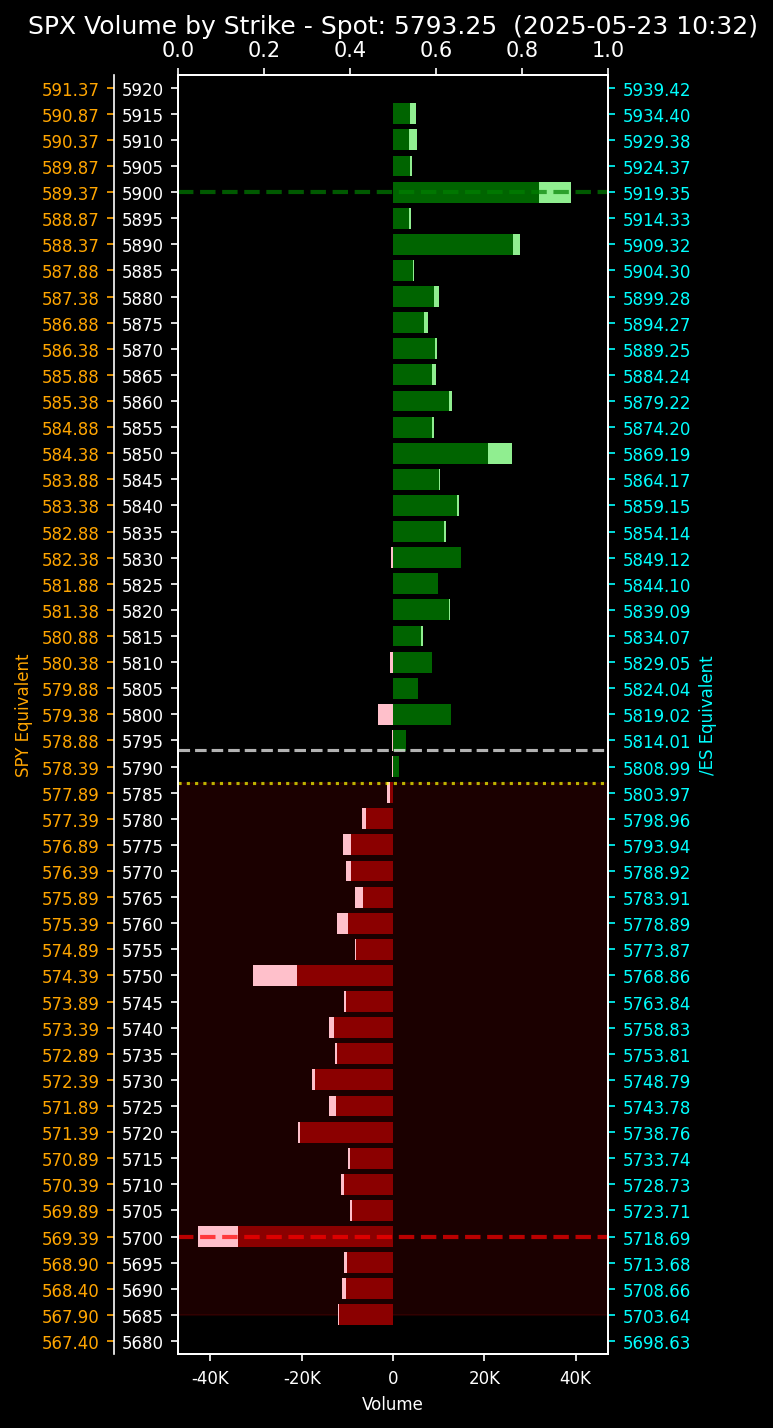 SPX Volume by Strike - Spot: 5793.25 (2025-05-23 10:32)
0.0 0.2 0.4 0.6 0.8 1.0
591.37 5920 5939.42
590.87 5915 5934.40
590.37 5910 5929.38
589.87 5905 5924.37
589.37 5900 5919.35
588.87 5895 5914.33
588.37 5890 5909.32
587.88 5885 5904.30
587.38 5880 5899.28
586.88 5875 5894.27
586.38 5870 5889.25
585.88 5865 5884.24
585.38 5860 5879.22
584.88 5855 5874.20
584.38 5850 5869.19
583.88 5845 5864.17
583.38 5840 5859.15
582.88 5835 5854.14
582.38 5830 5849.12
581.88 5825 5844.10
581.38 5820 5839.09
580.88 5815 5834.07
580.38 5810 5829.05
579.88 5805 5824.04
579.38 5800 5819.02
578.88 5795 5814.01
578.39 5790 5808.99
577.89 5785 5803.97
577.39 5780 5798.96
576.89 5775 5793.94
576.39 5770 5788.92
575.89 5765 5783.91
575.39 5760 5778.89
574.89 5755 5773.87
574.39 5750 5768.86
573.89 5745 5763.84
573.39 5740 5758.83
572.89 5735 5753.81
572.39 5730 5748.79
571.89 5725 5743.78
571.39 5720 5738.76
570.89 5715 5733.74
570.39 5710 5728.73
569.89 5705 5723.71
569.39 5700 5718.69
568.90 5695 5713.68
568.40 5690 5708.66
567.90 5685 5703.64
567.40 5680 5698.63
SPY Equivalent
/ES Equivalent
-40K -20K 0 20K 40K
Volume